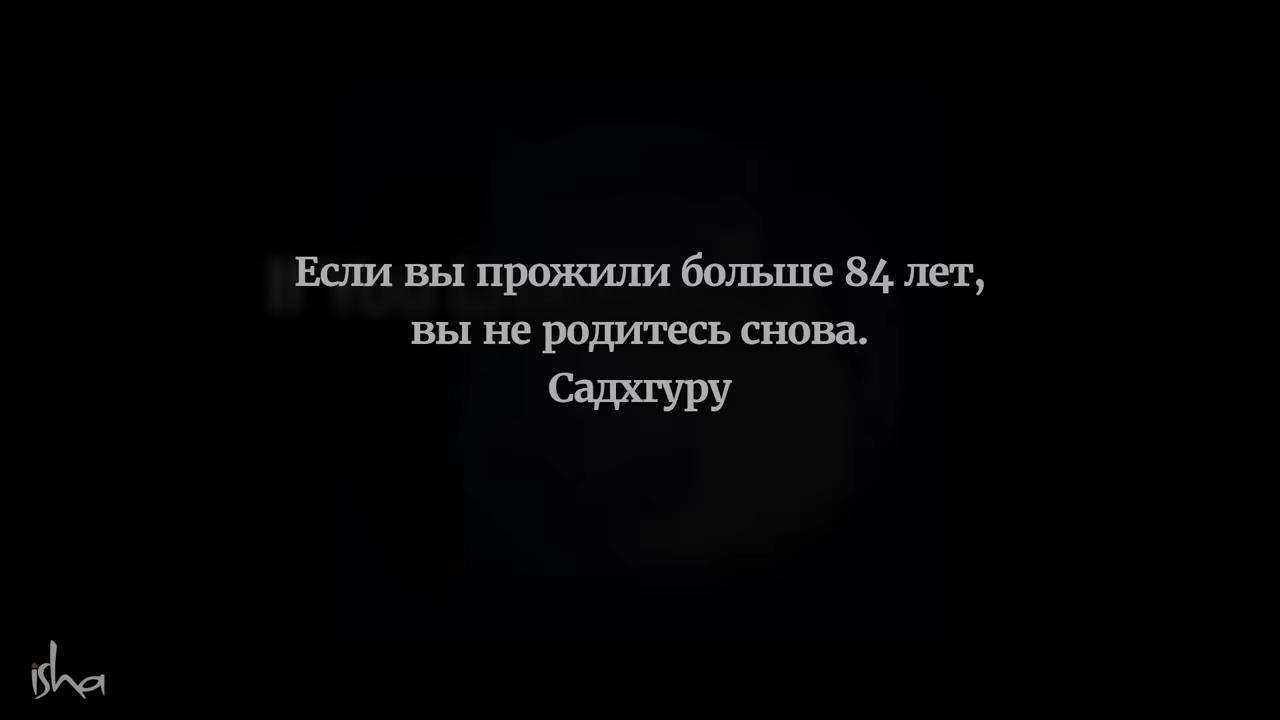 Если вы прожили больше 84 лет,
вы не родитесь снова.
Садхгуру
isha